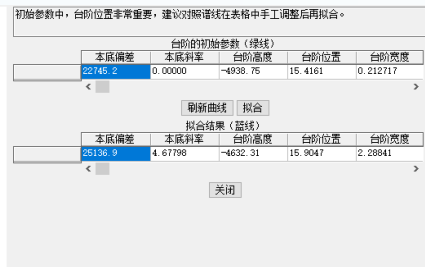 初始参数中，台阶位置非常重要，建议对照谱线在表格中手工调整后再拟合。
台阶的初始参数（绿线）
本底偏差 本底斜率 台阶高度 台阶位置 台阶宽度
22745.2 0.00000 -4938.75 15.4161 0.212717
刷新曲线 拟合
拟合结果（蓝线）
本底偏差 本底斜率 台阶高度 台阶位置 台阶宽度
25136.9 4.67798 -4632.31 15.9047 2.28841
关闭